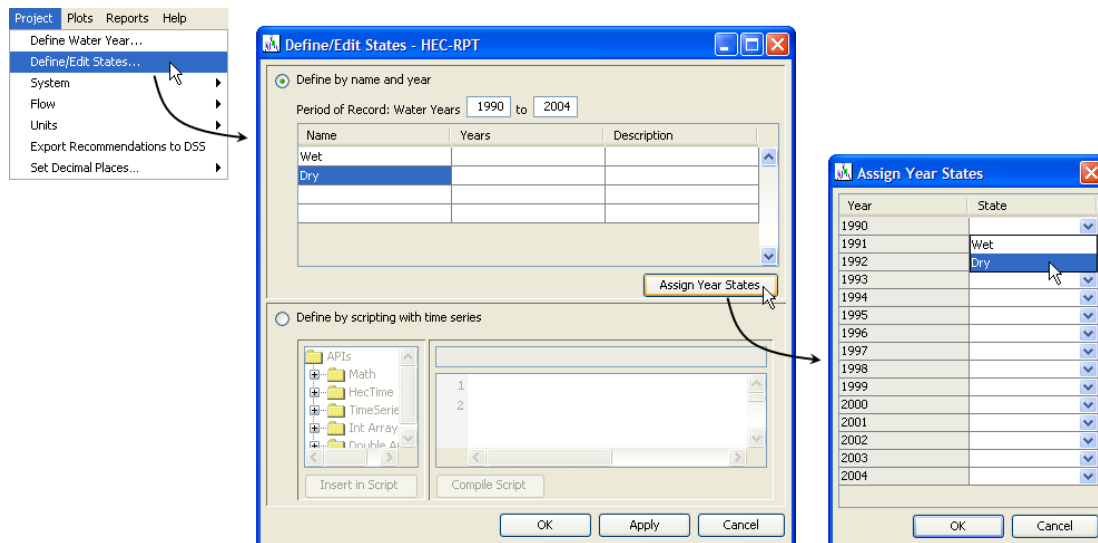 Project Plots Reports Help
Define Water Year...
Define/Edit States...
System
Flow
Units
Export Recommendations to DSS
Set Decimal Places...
Define/Edit States - HEC-RPT
Define by name and year
Period of Record: Water Years 1990 to 2004
Name Years Description
Wet
Dry
Assign Year States
Define by scripting with time series
APIs
Math
HecTime
TimeSerie
Int Array
Double Ar
1
2
Insert in Script Compile Script
OK Apply Cancel
Assign Year States
Year State
1990
1991 Wet
1992 Dry
1993
1994
1995
1996
1997
1998
1999
2000
2001
2002
2003
2004
OK Cancel